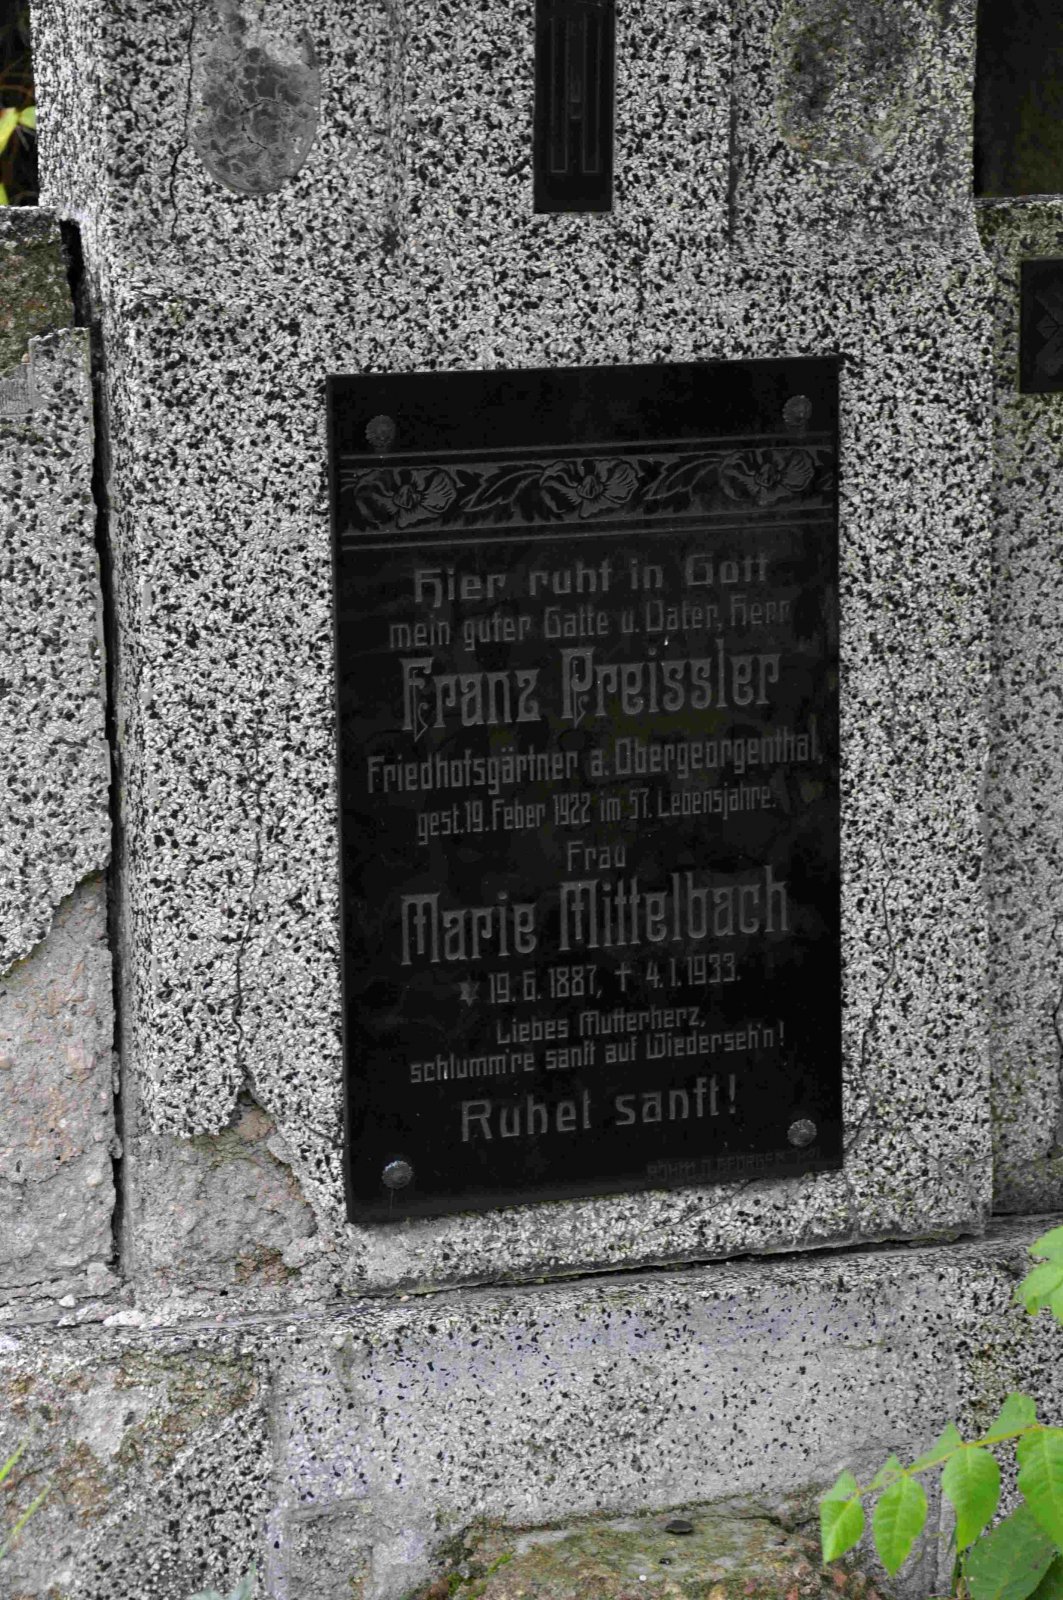 Hier ruht in Gott
mein guter Gatte u. Vater, Herr
Franz Preissler
Friedhofsgärtner a. Obergeorgenthal,
gest. 19. Feber 1922 im 57. Lebensjahre.
Frau
Marie Mittelbach
* 19. 6. 1887, † 4. 1. 1933.
Liebes Mutterherz,
schlumm're sanft auf Wiederseh'n!
Ruhet sanft!